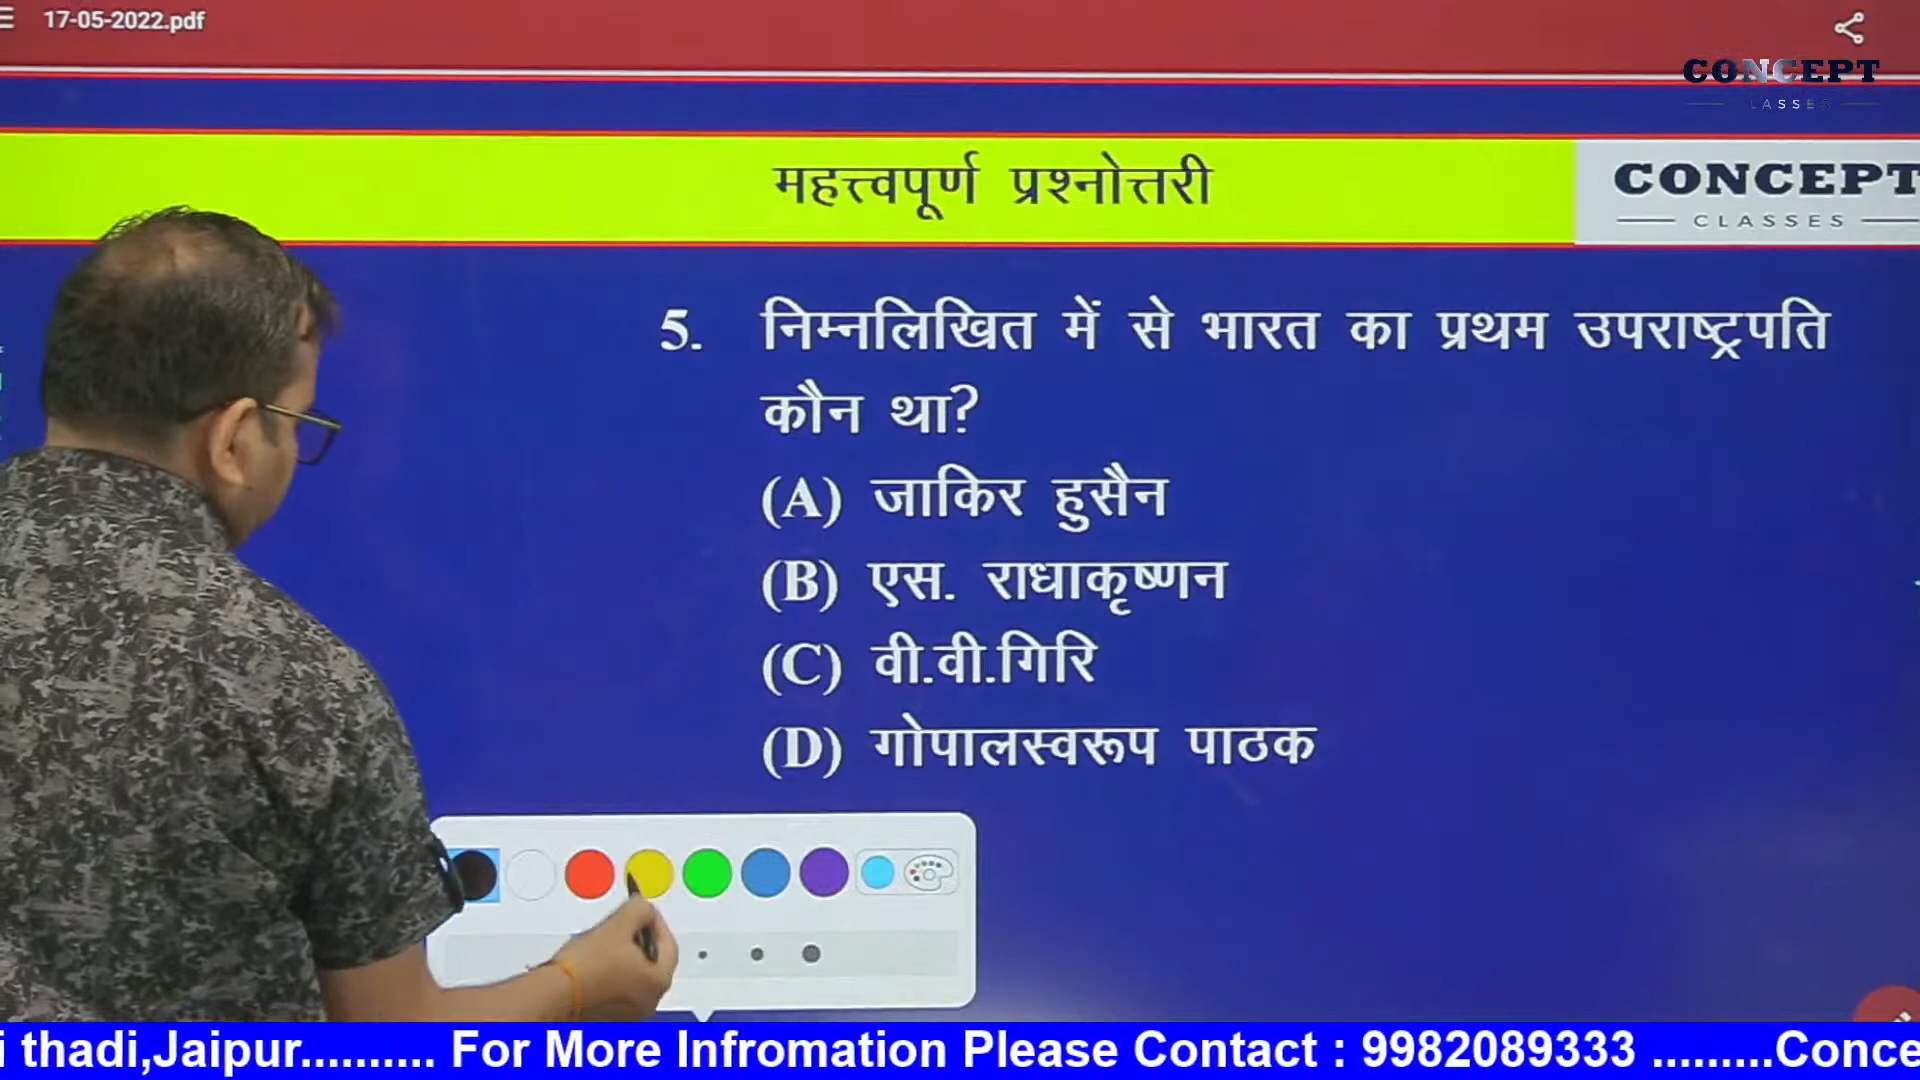 17-05-2022.pdf
CONCEPT
LASSES
महत्त्वपूर्ण प्रश्नोत्तरी
CONCEPT
CLASSES
5. निम्नलिखित में से भारत का प्रथम उपराष्ट्रपति
कौन था?
(A) जाकिर हुसैन
(B) एस. राधाकृष्णन
(C) वी.वी.गिरि
(D) गोपालस्वरूप पाठक
i thadi,Jaipur.......... For More Infromation Please Contact : 9982089333 .........Conce